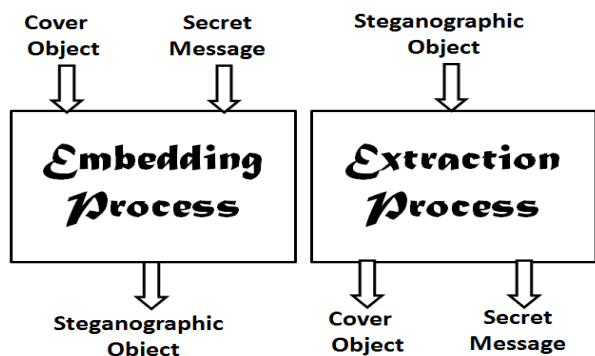 Cover
Object
Secret
Message
Embedding
Process
Steganographic
Object
Steganographic
Object
Extraction
Process
Cover
Object
Secret
Message